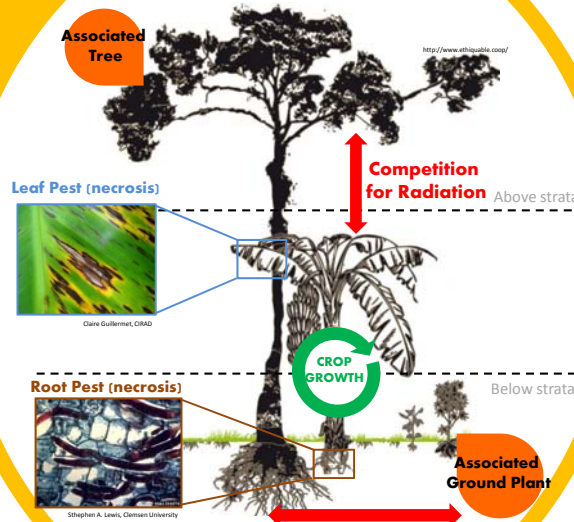 Associated
Tree
http://www.ethiquable.coop/
Competition
for Radiation
Above strata
Leaf Pest (necrosis)
Claire Guillermet, CIRAD
CROP
GROWTH
Root Pest (necrosis)
Below strata
Associated
Ground Plant
Sthephen A. Lewis, Clemsen University